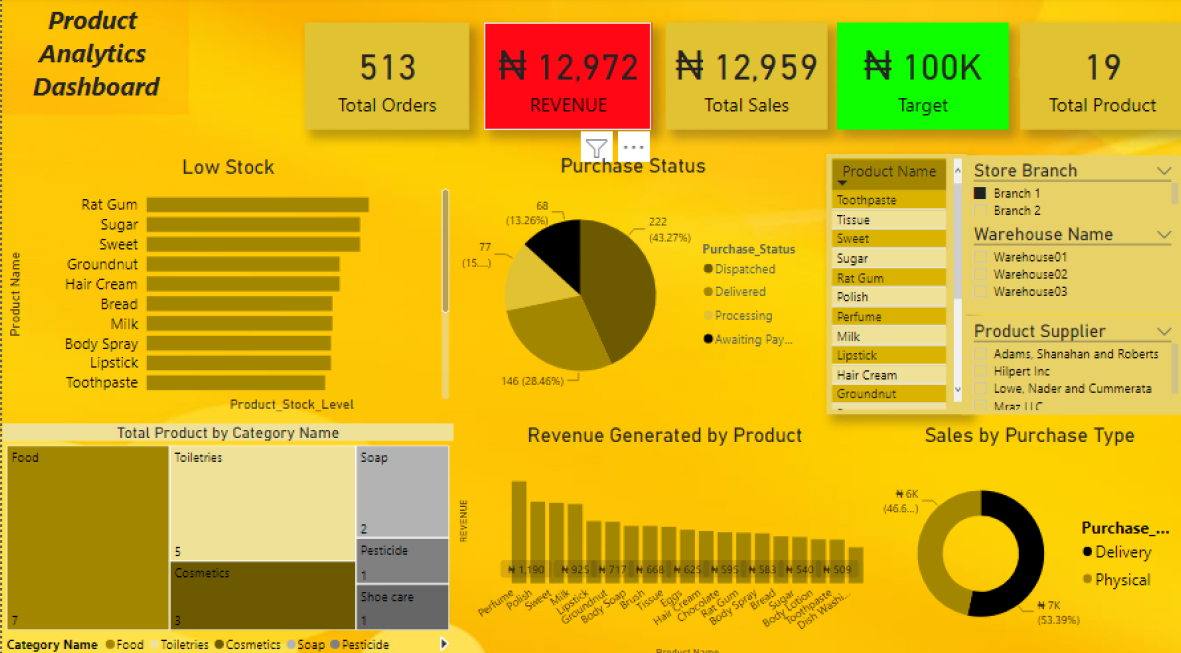 Product
Analytics
Dashboard
513
Total Orders
₦ 12,972
REVENUE
₦ 12,959
Total Sales
₦ 100K
Target
19
Total Product
Low Stock
Product Name
Rat Gum
Sugar
Sweet
Groundnut
Hair Cream
Bread
Milk
Body Spray
Lipstick
Toothpaste
Product_Stock_Level
Purchase Status
68
(13.26%)
222
(43.27%)
77
(15....)
146 (28.46%)
Purchase_Status
Dispatched
Delivered
Processing
Awaiting Pay...
Product Name
Toothpaste
Tissue
Sweet
Sugar
Rat Gum
Polish
Perfume
Milk
Lipstick
Hair Cream
Groundnut
Store Branch
Branch 1
Branch 2
Warehouse Name
Warehouse01
Warehouse02
Warehouse03
Product Supplier
Adams, Shanahan and Roberts
Hilpert Inc
Lowe, Nader and Cummerata
Mraz LLC
Total Product by Category Name
Food
7
Toiletries
5
Cosmetics
3
Soap
2
Pesticide
1
Shoe care
1
Category Name Food Toiletries Cosmetics Soap Pesticide
Revenue Generated by Product
REVENUE
₦ 1,190 ₦ 925 ₦ 717 ₦ 668 ₦ 625 ₦ 595 ₦ 583 ₦ 540 ₦ 509
Perfume
Polish
Sweet
Milk
Lipstick
Groundnut
Body Soap
Brush
Tissue
Eggs
Hair Cream
Chocolate
Rat Gum
Body Spray
Bread
Sugar
Body Lotion
Toothpaste
Dish Washi...
Product Name
Sales by Purchase Type
₦ 6K
(46.6...)
₦ 7K
(53.39%)
Purchase_...
Delivery
Physical